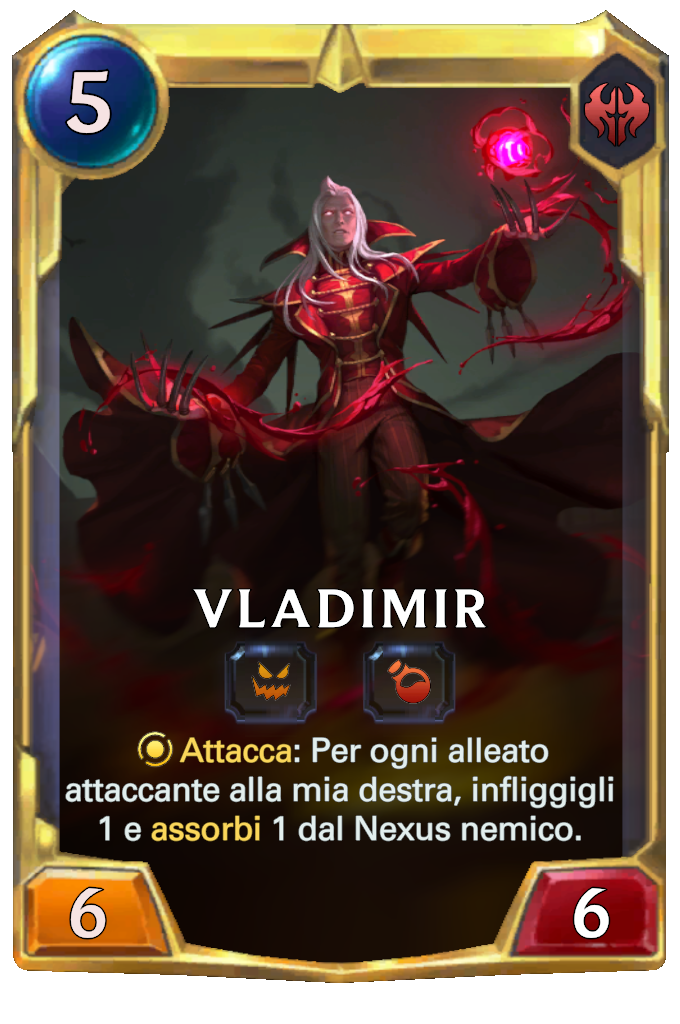 5
VLADIMIR
Attacca: Per ogni alleato
attaccante alla mia destra, infliggigli
1 e assorbi 1 dal Nexus nemico.
6 6